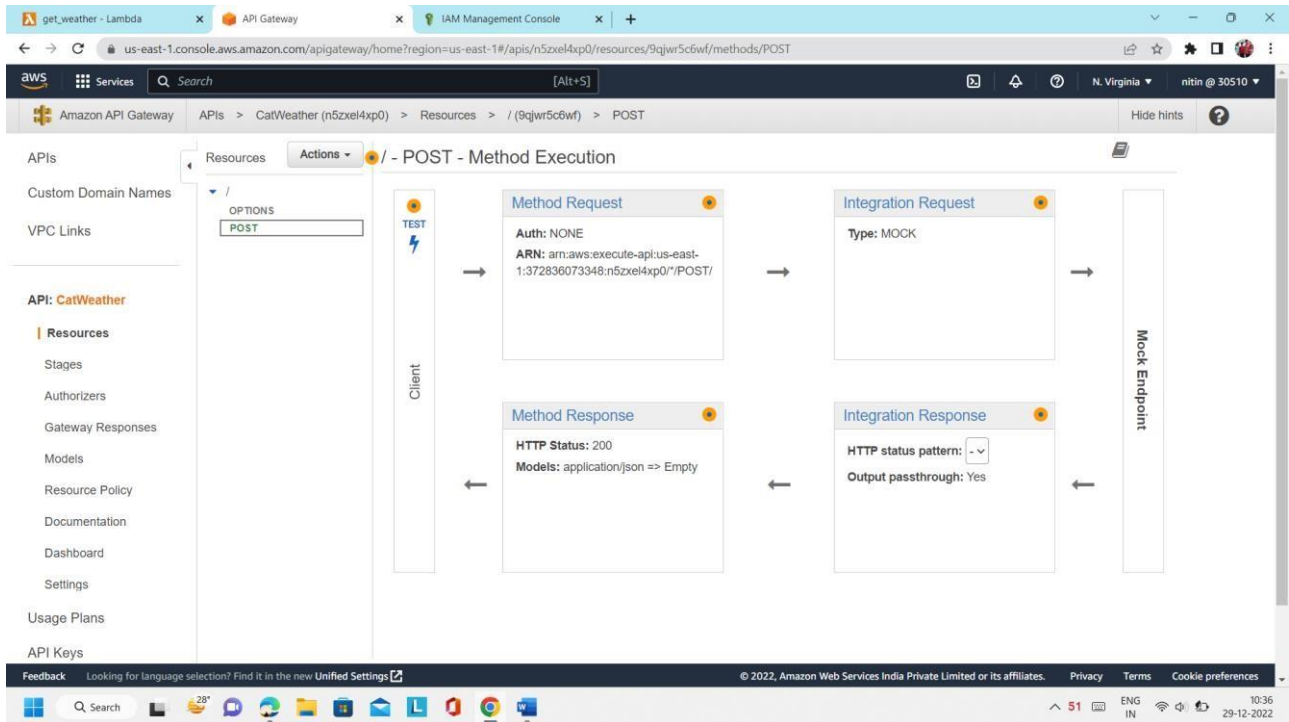 get_weather - Lambda
API Gateway
IAM Management Console
us-east-1.console.aws.amazon.com/apigateway/home?region=us-east-1#/apis/n5zxel4xp0/resources/9qjwr5c6wf/methods/POST
aws Services Search [Alt+S] N. Virginia ▼ nitin @ 30510 ▼
Amazon API Gateway APIs > CatWeather (n5zxel4xp0) > Resources > / (9qjwr5c6wf) > POST Hide hints
APIs
Custom Domain Names
VPC Links
API: CatWeather
Resources
Stages
Authorizers
Gateway Responses
Models
Resource Policy
Documentation
Dashboard
Settings
Usage Plans
API Keys
Resources Actions
/
OPTIONS
POST
/ - POST - Method Execution
TEST
Client
Method Request
Auth: NONE
ARN: arn:aws:execute-api:us-east-
1:372836073348:n5zxel4xp0/*/POST/
Integration Request
Type: MOCK
Mock Endpoint
Method Response
HTTP Status: 200
Models: application/json => Empty
Integration Response
HTTP status pattern: -
Output passthrough: Yes
Feedback Looking for language selection? Find it in the new Unified Settings © 2022, Amazon Web Services India Private Limited or its affiliates. Privacy Terms Cookie preferences
Search 28° 51 ENG 10:36
IN 29-12-2022